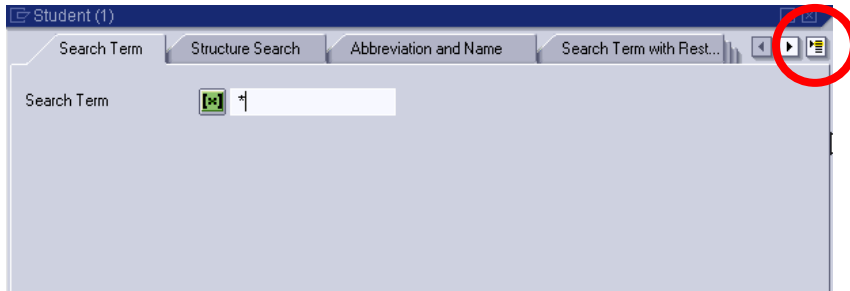 Student (1)
Search Term Structure Search Abbreviation and Name Search Term with Rest...
Search Term *